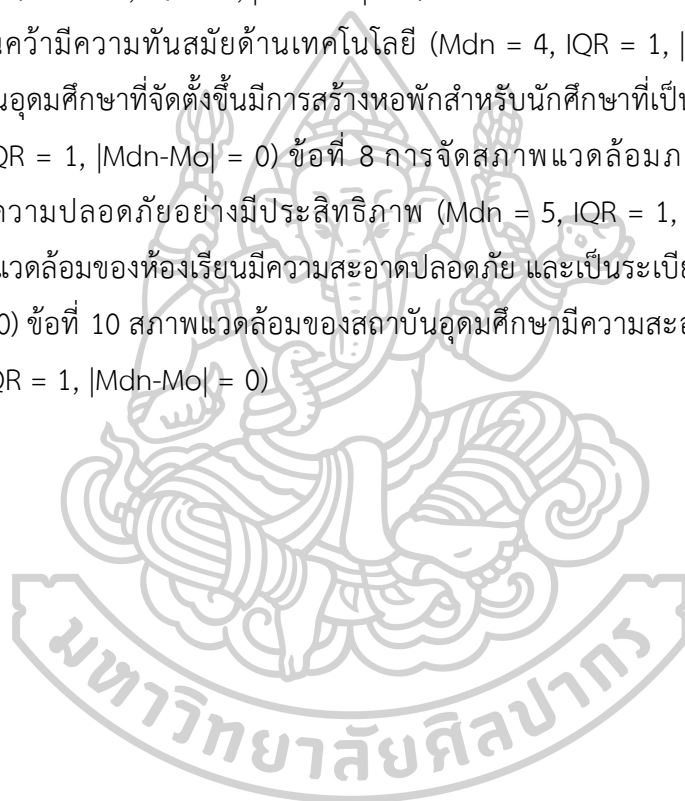 นคว้ามีความทันสมัยด้านเทคโนโลยี (Mdn = 4, IQR = 1, |
นอุดมศึกษาที่จัดตั้งขึ้นมีการสร้างหอพักสำหรับนักศึกษาที่เป็น
QR = 1, |Mdn-Mo| = 0) ข้อที่ 8 การจัดสภาพแวดล้อมภ
ความปลอดภัยอย่างมีประสิทธิภาพ (Mdn = 5, IQR = 1,
แวดล้อมของห้องเรียนมีความสะอาดปลอดภัย และเป็นระเบีย
0) ข้อที่ 10 สภาพแวดล้อมของสถาบันอุดมศึกษามีความสะอ
QR = 1, |Mdn-Mo| = 0)
มหาวิทยาลัยศิลปากร